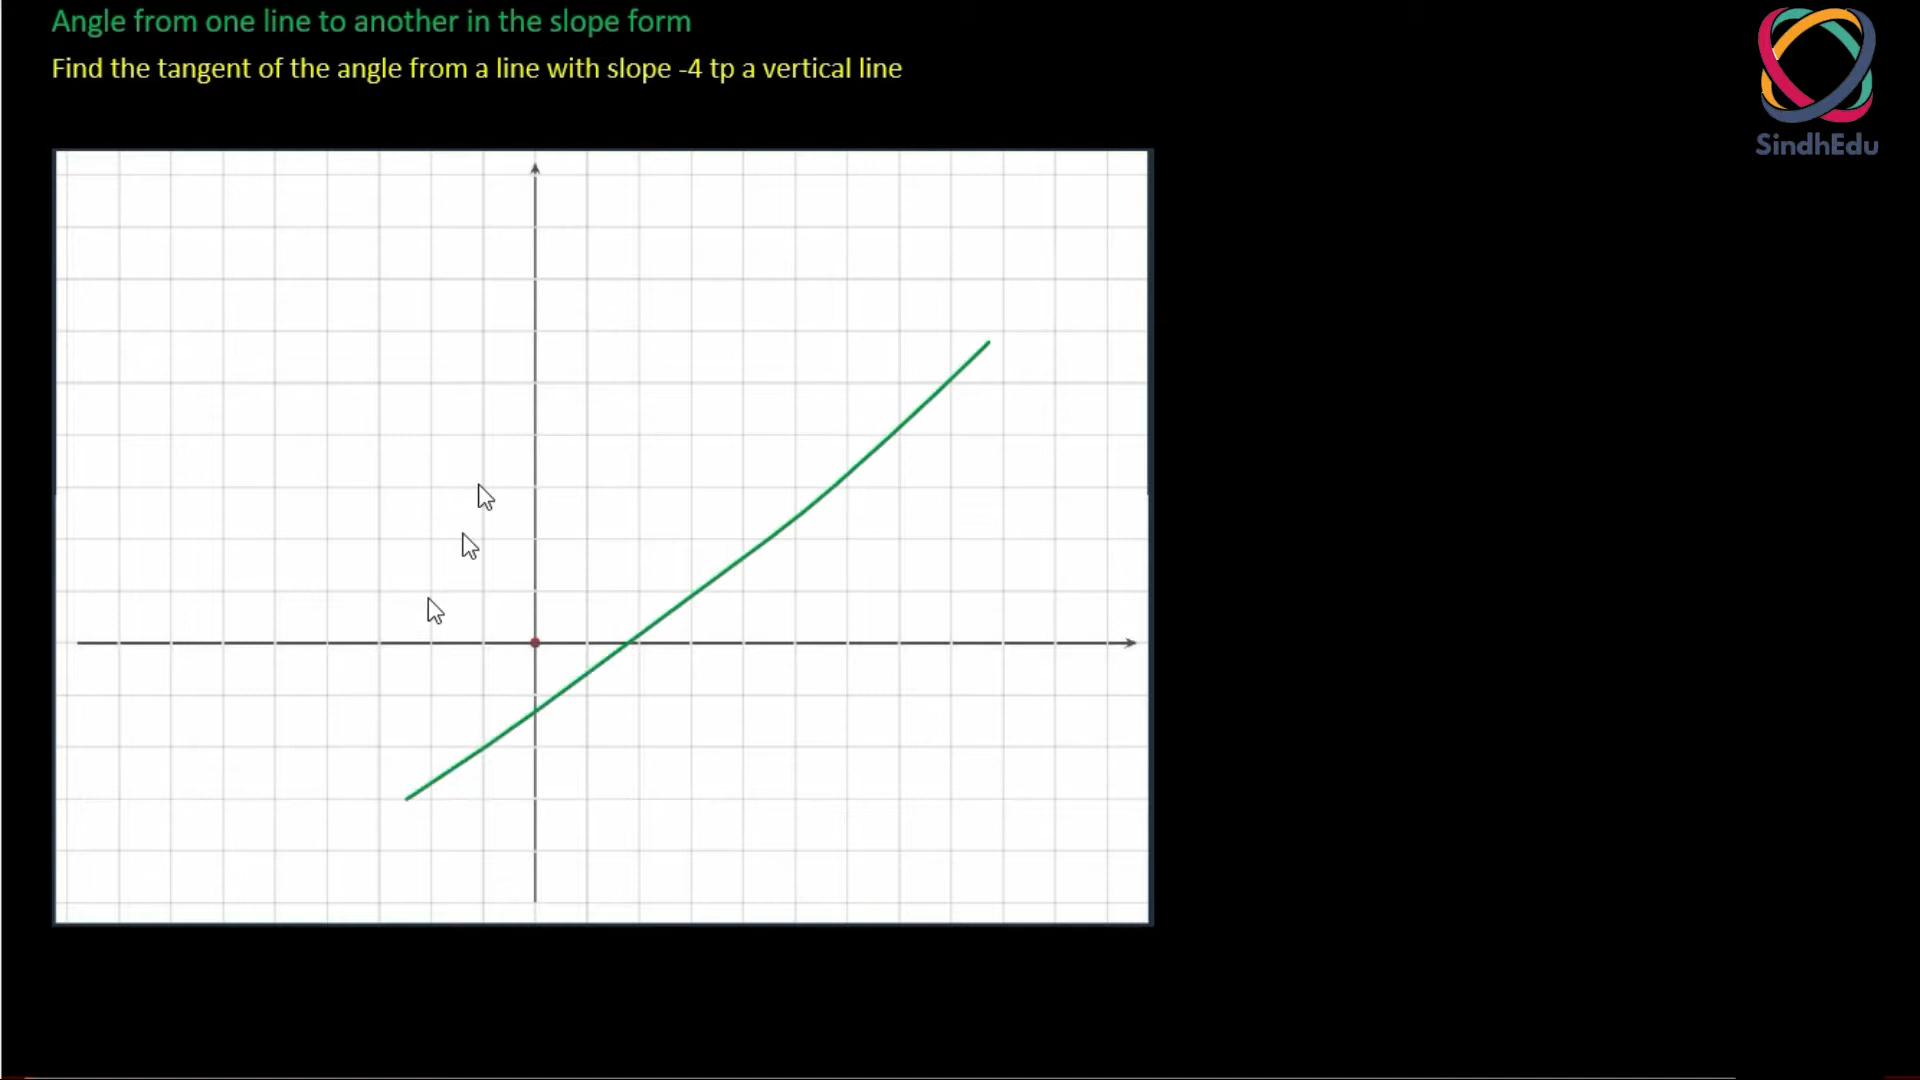 Angle from one line to another in the slope form
Find the tangent of the angle from a line with slope -4 tp a vertical line
SindhEdu